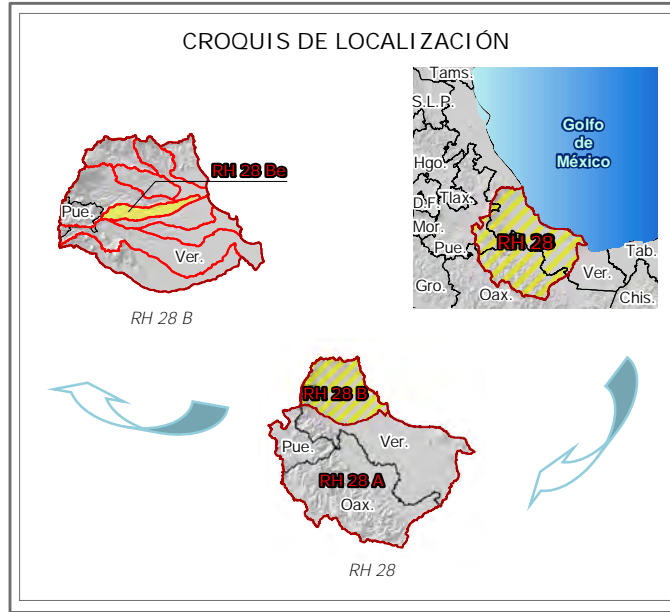 CROQUIS DE LOCALIZACIÓN
RH 28 Be
Pue.
Ver.
RH 28 B
Tams.
S.L.P.
Golfo
de
México
Hgo.
D.F.
Tlax.
Mor.
Pue.
RH 28
Gro.
Oax.
Ver.
Tab.
Chis.
RH 28 B
Pue.
Ver.
RH 28 A
Oax.
RH 28